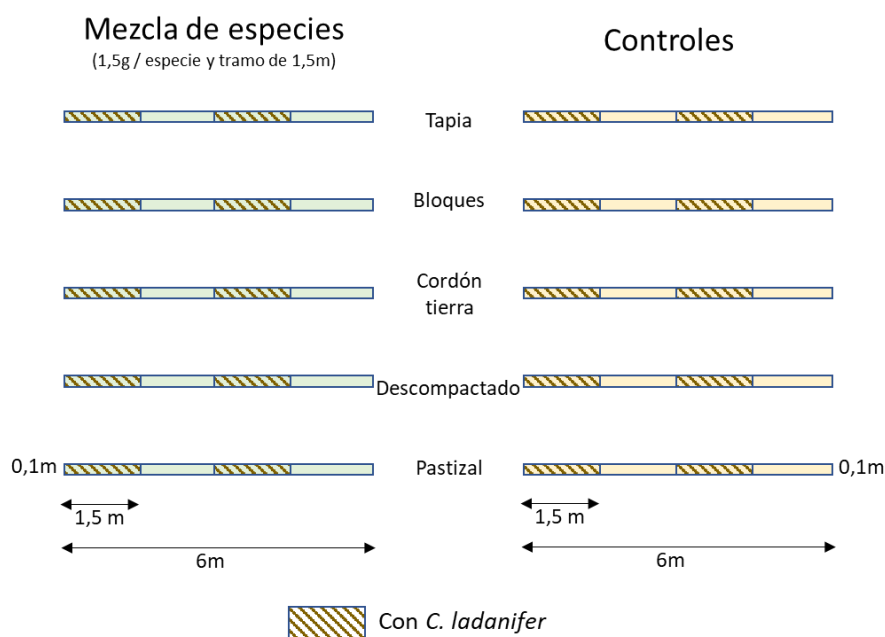 Mezcla de especies
(1,5g / especie y tramo de 1,5m)
Controles
Tapia
Bloques
Cordón
tierra
Descompactado
0,1m
Pastizal
0,1m
1,5 m
1,5 m
6m
6m
Con C. ladanifer